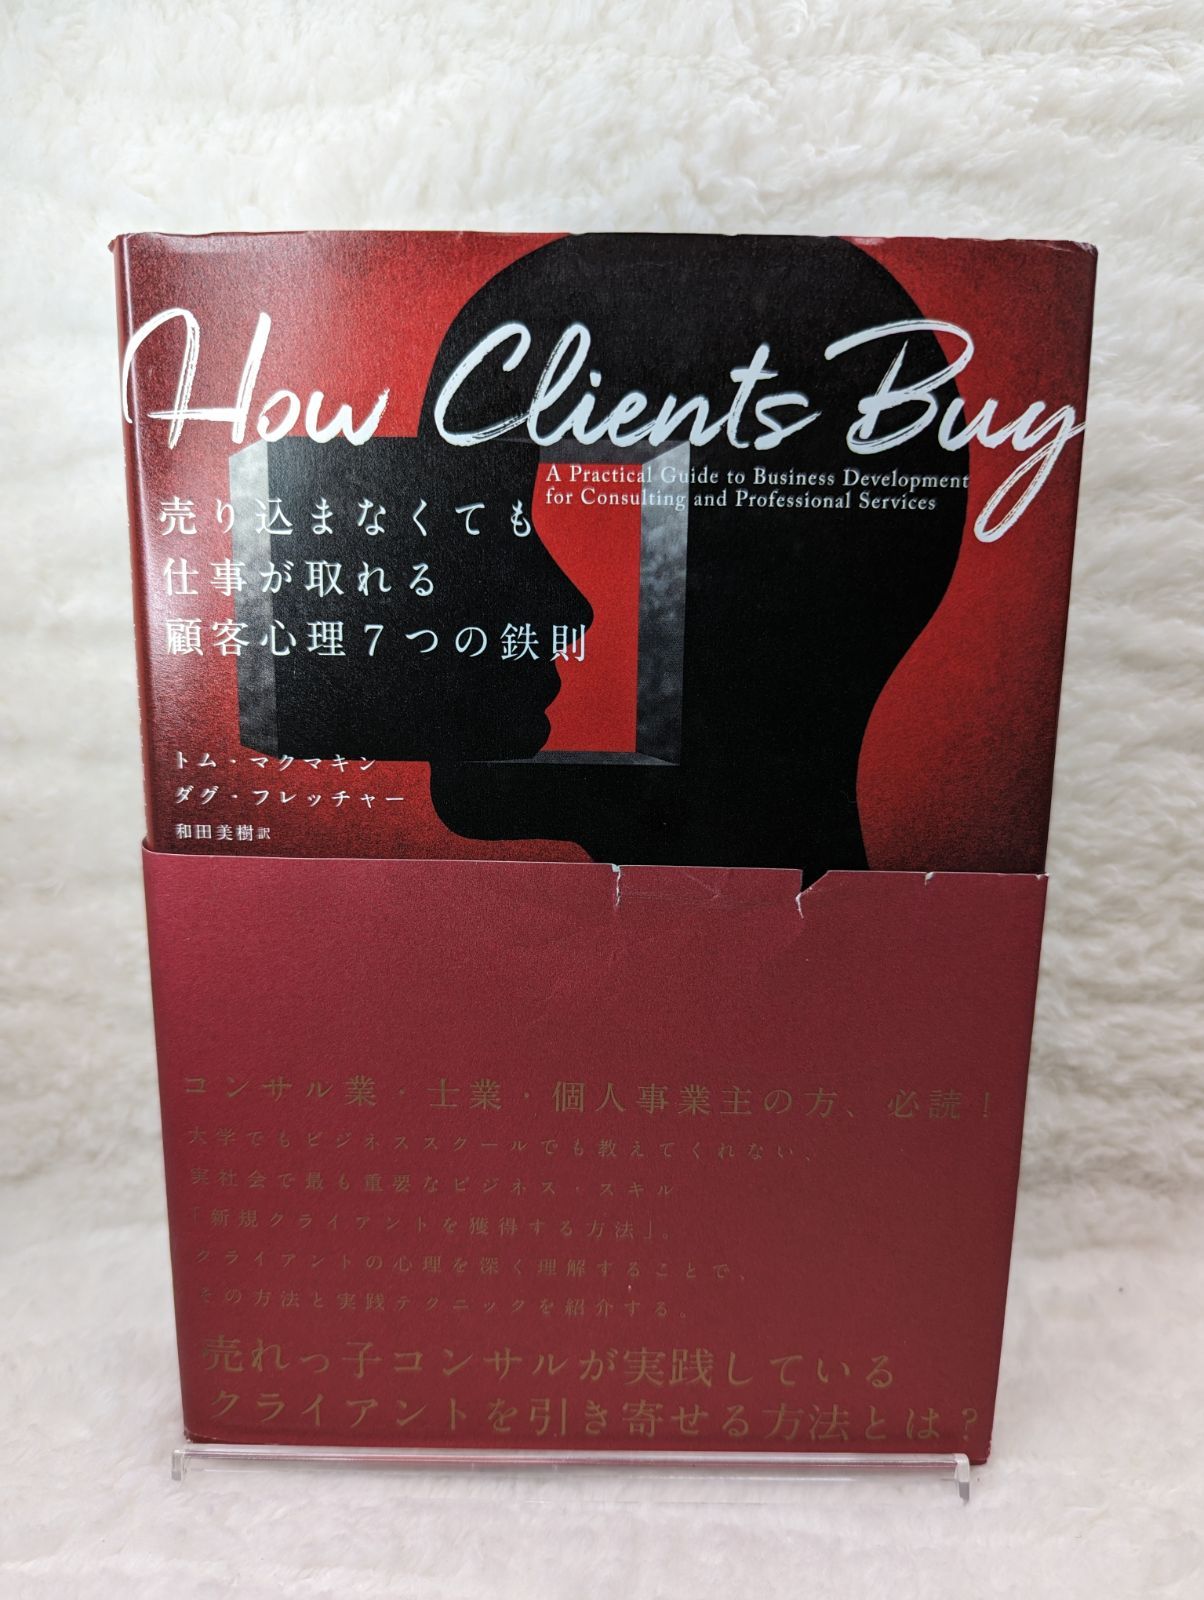 How Clients Buy
A Practical Guide to Business Development
for Consulting and Professional Services
売り込まなくても
仕事が取れる
顧客心理7つの鉄則
トム・マクマキン
ダグ・フレッチャー
和田美樹 訳
コンサル業・士業・個人事業主の方、必読！
大学でもビジネススクールでも教えてくれない、
実社会で最も重要なビジネス・スキル
「新規クライアントを獲得する方法」。
クライアントの心理を深く理解することで、
その方法と実践テクニックを紹介する。
売れっ子コンサルが実践している
クライアントを引き寄せる方法とは？